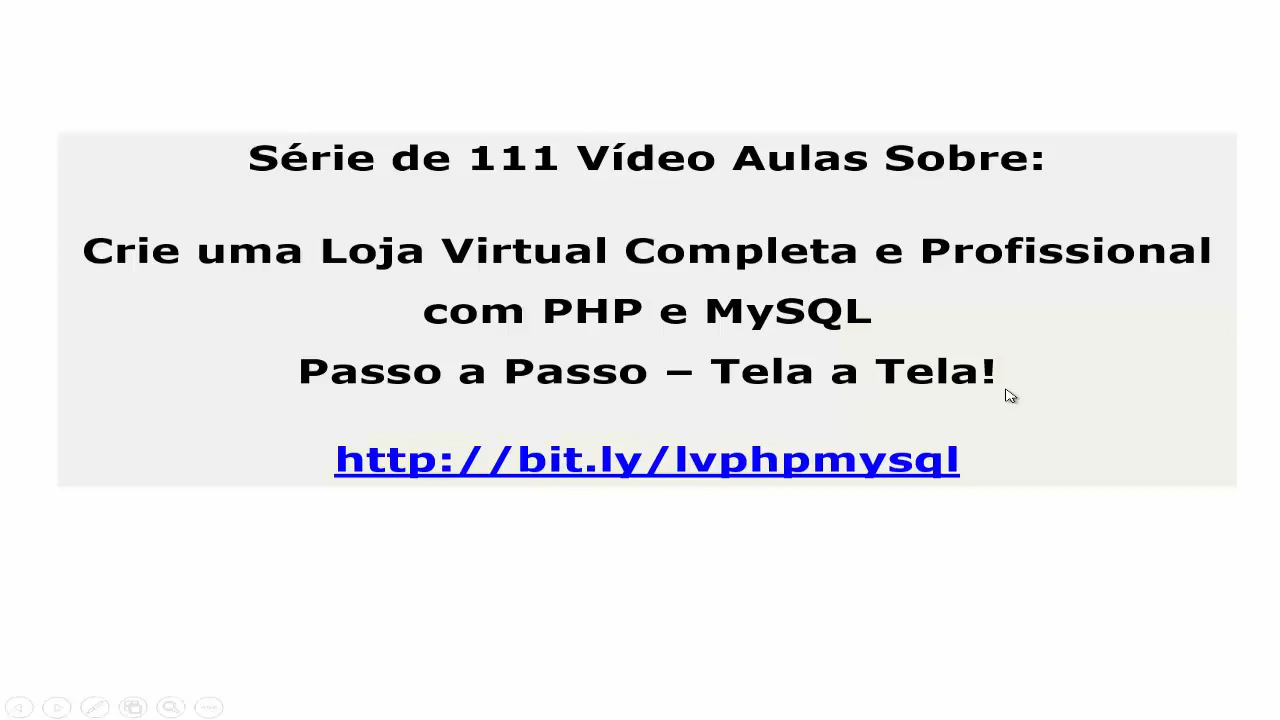 Série de 111 Vídeo Aulas Sobre:
Crie uma Loja Virtual Completa e Profissional
com PHP e MySQL
Passo a Passo – Tela a Tela!
http://bit.ly/lvphpmysql